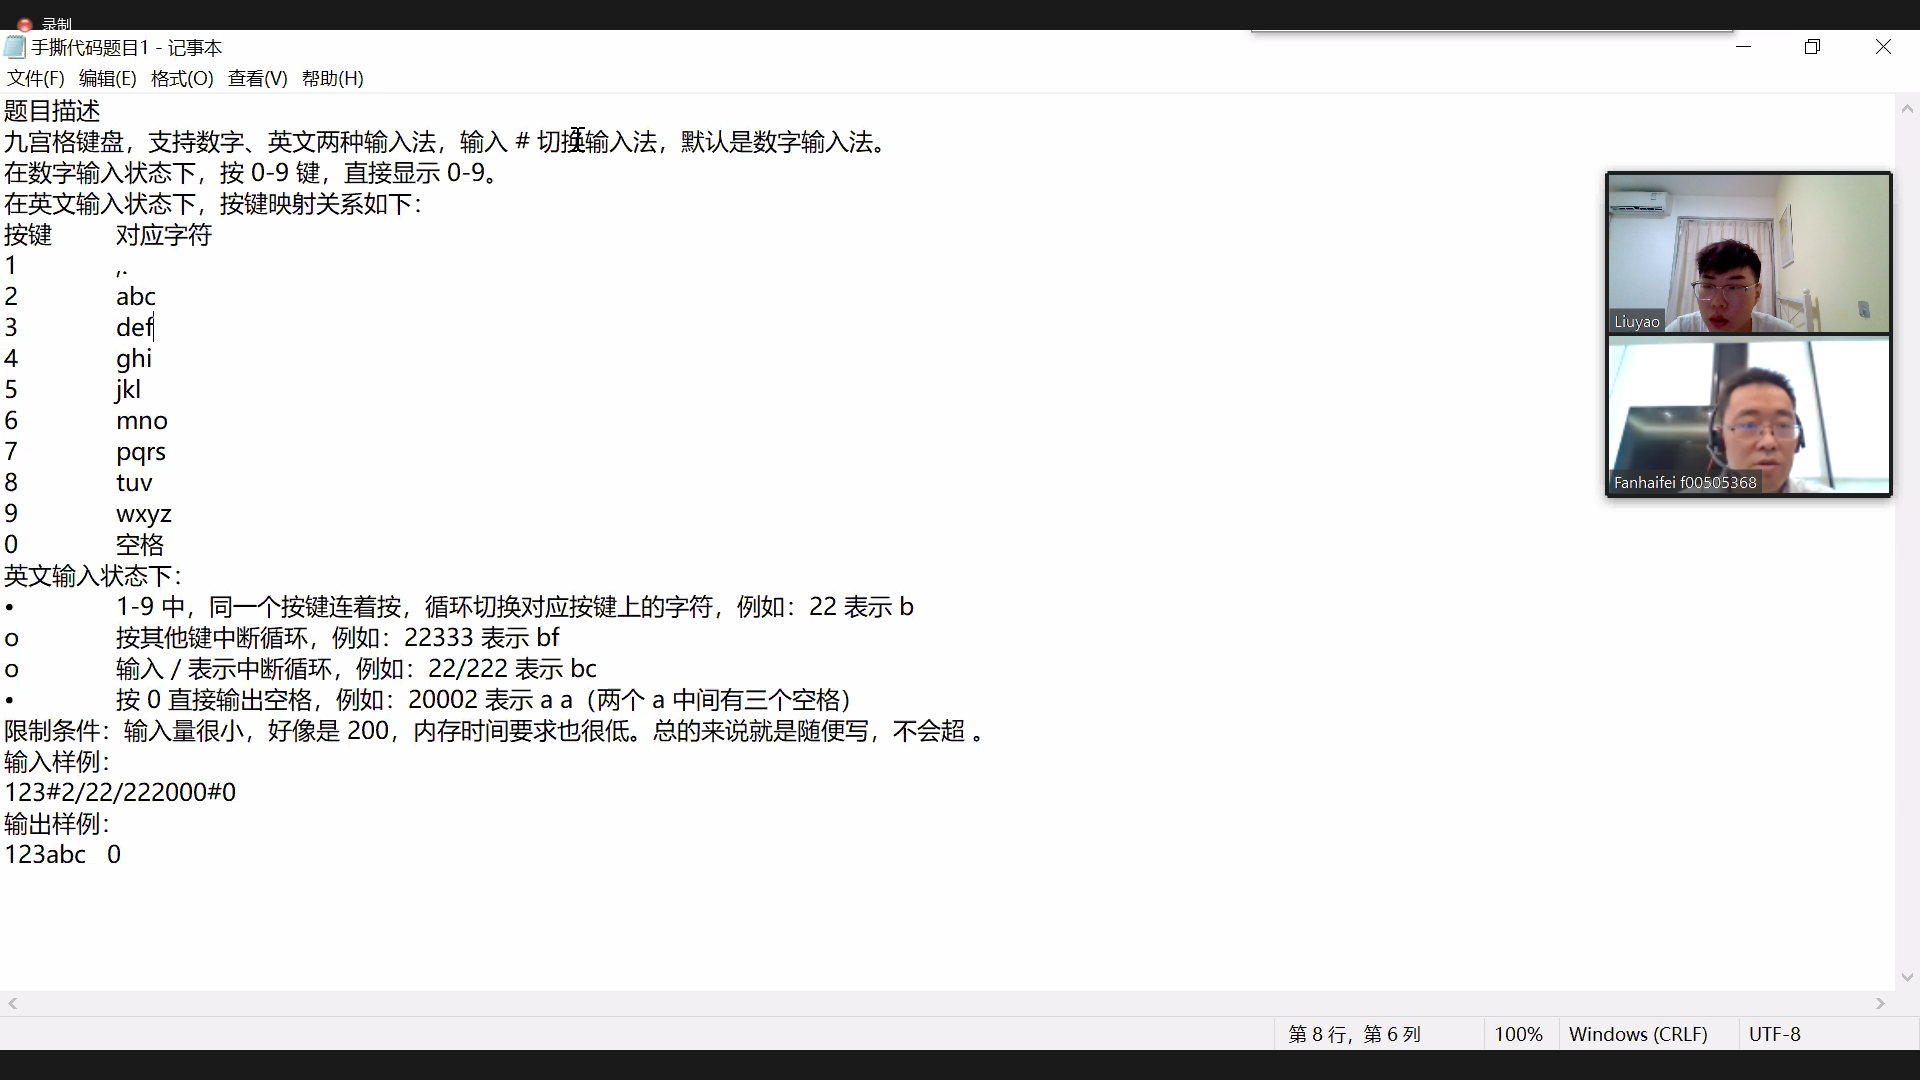 录制
手撕代码题目1 - 记事本
文件(F) 编辑(E) 格式(O) 查看(V) 帮助(H)
题目描述
九宫格键盘，支持数字、英文两种输入法，输入 # 切换输入法，默认是数字输入法。
在数字输入状态下，按 0-9 键，直接显示 0-9。
在英文输入状态下，按键映射关系如下：
按键 对应字符
1 ,.
2 abc
3 def
4 ghi
5 jkl
6 mno
7 pqrs
8 tuv
9 wxyz
0 空格
英文输入状态下：
• 1-9 中，同一个按键连着按，循环切换对应按键上的字符，例如：22 表示 b
o 按其他键中断循环，例如：22333 表示 bf
o 输入 / 表示中断循环，例如：22/222 表示 bc
• 按 0 直接输出空格，例如：20002 表示 a a（两个 a 中间有三个空格）
限制条件：输入量很小，好像是 200，内存时间要求也很低。总的来说就是随便写，不会超 。
输入样例：
123#2/22/222000#0
输出样例：
123abc   0
Liuyao
Fanhaifei f00505368
第 8 行，第 6 列 100% Windows (CRLF) UTF-8